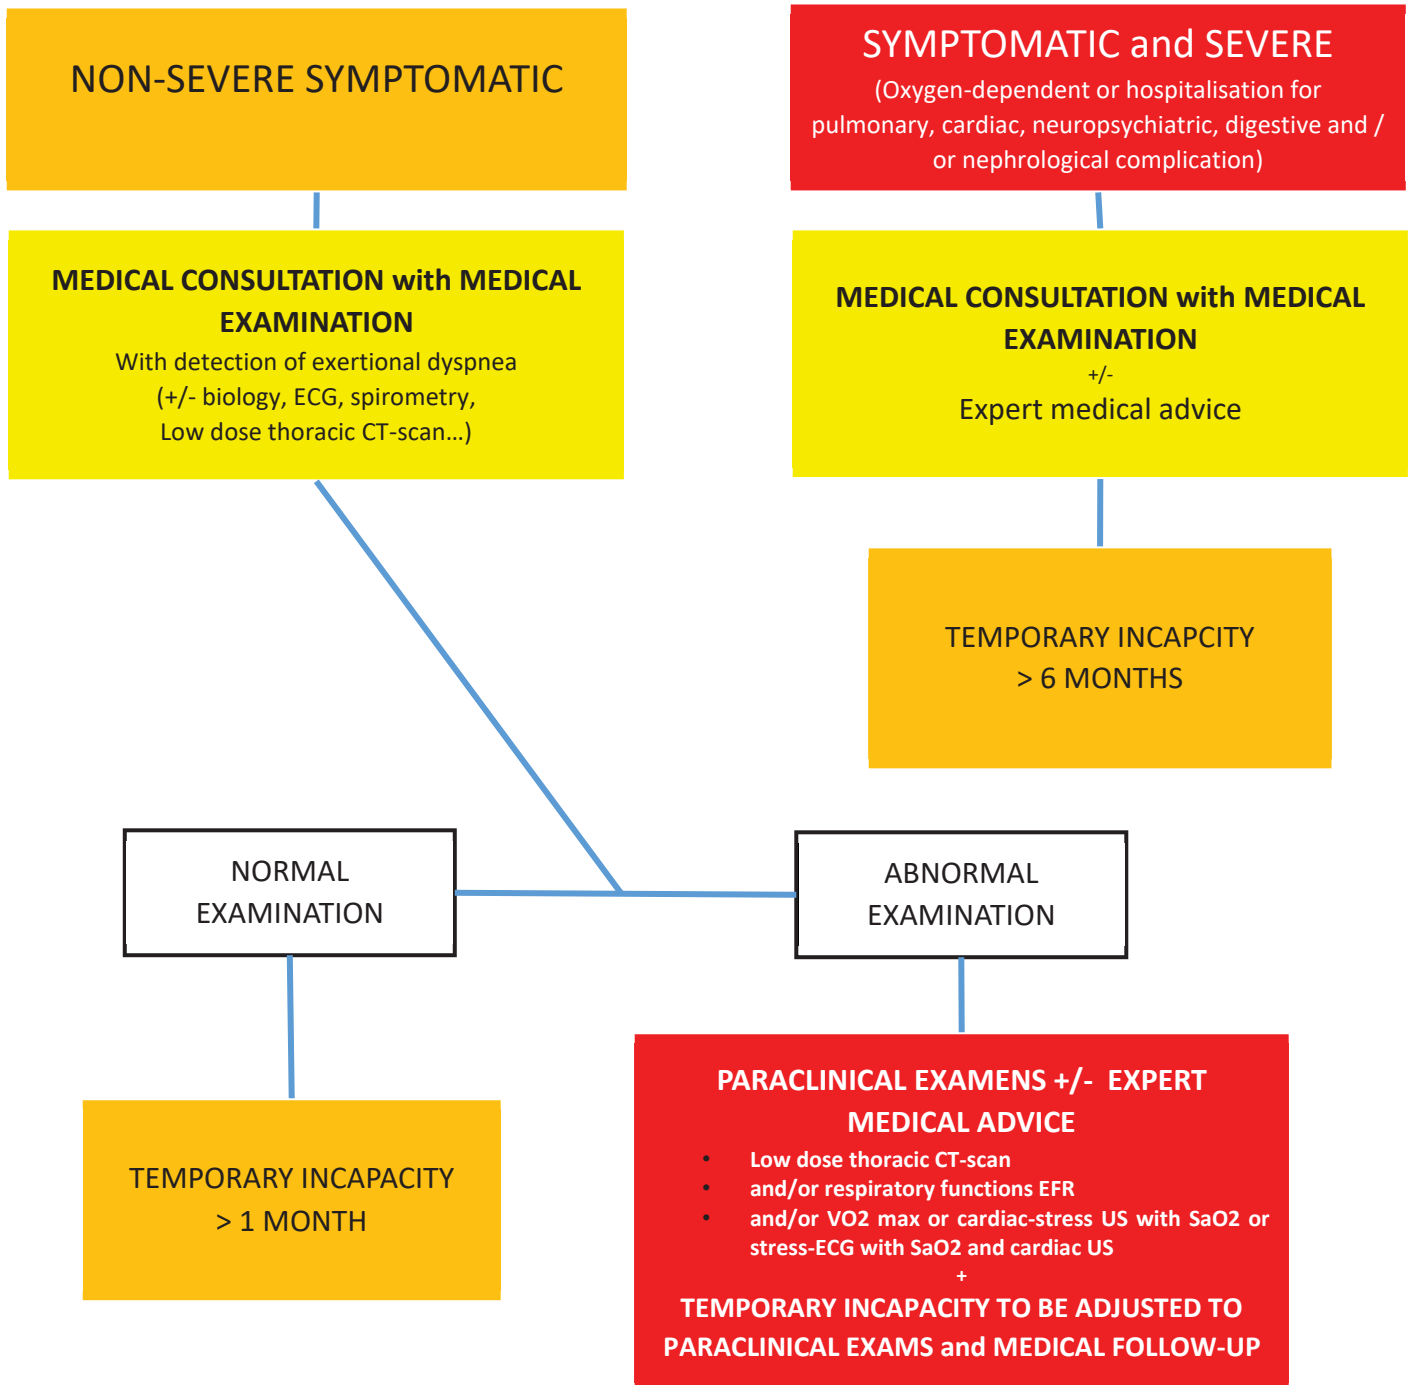 NON-SEVERE SYMPTOMATIC
SYMPTOMATIC and SEVERE
(Oxygen-dependent or hospitalisation for
pulmonary, cardiac, neuropsychiatric, digestive and /
or nephrological complication)
MEDICAL CONSULTATION with MEDICAL
EXAMINATION
With detection of exertional dyspnea
(+/- biology, ECG, spirometry,
Low dose thoracic CT-scan…)
MEDICAL CONSULTATION with MEDICAL
EXAMINATION
+/-
Expert medical advice
TEMPORARY INCAPCITY
> 6 MONTHS
NORMAL
EXAMINATION
ABNORMAL
EXAMINATION
TEMPORARY INCAPACITY
> 1 MONTH
PARACLINICAL EXAMENS +/- EXPERT
MEDICAL ADVICE
• Low dose thoracic CT-scan
• and/or respiratory functions EFR
• and/or VO2 max or cardiac-stress US with SaO2 or
stress-ECG with SaO2 and cardiac US
+
TEMPORARY INCAPACITY TO BE ADJUSTED TO
PARACLINICAL EXAMS and MEDICAL FOLLOW-UP